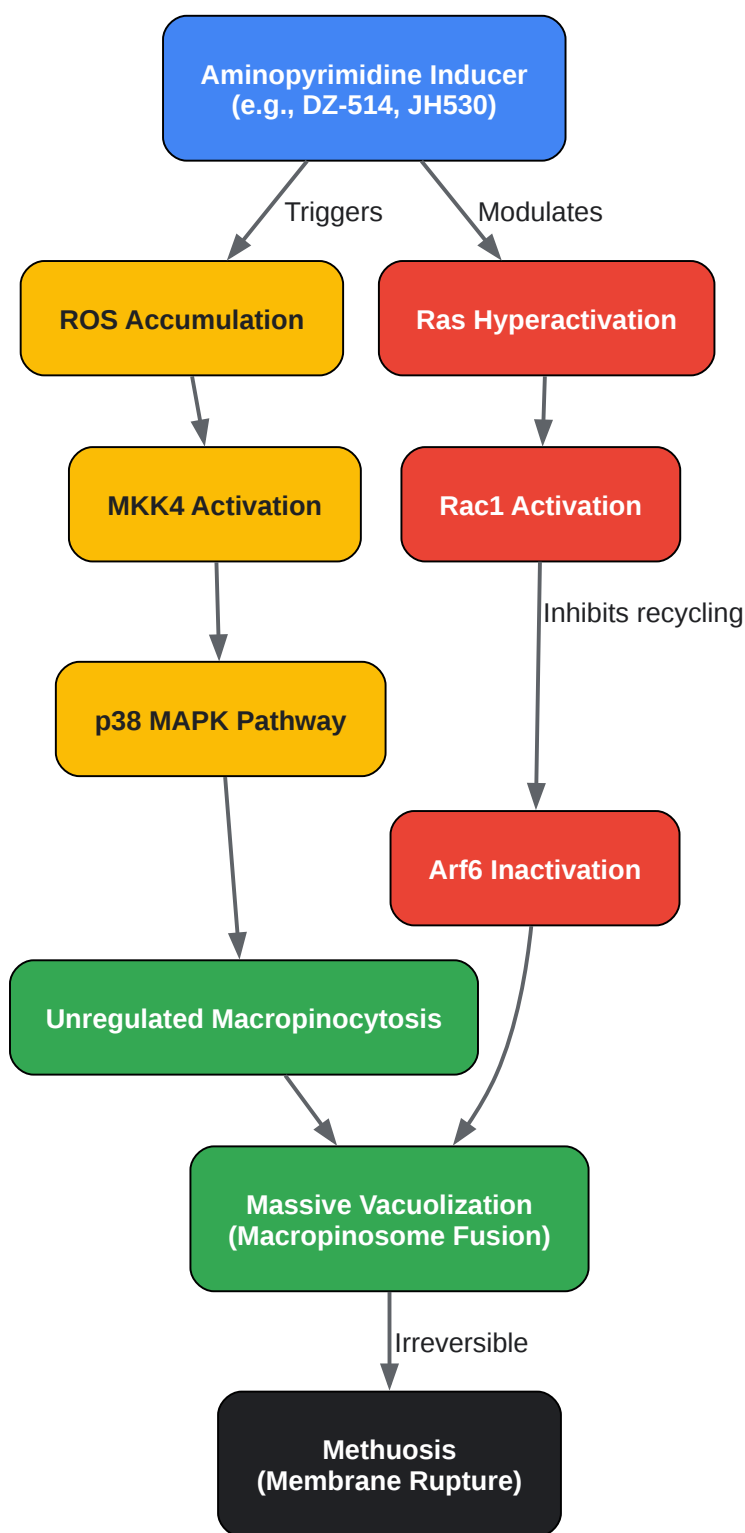 Aminopyrimidine Inducer
(e.g., DZ-514, JH530)
Triggers
Modulates
ROS Accumulation
Ras Hyperactivation
MKK4 Activation
Rac1 Activation
Inhibits recycling
p38 MAPK Pathway
Arf6 Inactivation
Unregulated Macropinocytosis
Massive Vacuolization
(Macropinosome Fusion)
Irreversible
Methuosis
(Membrane Rupture)